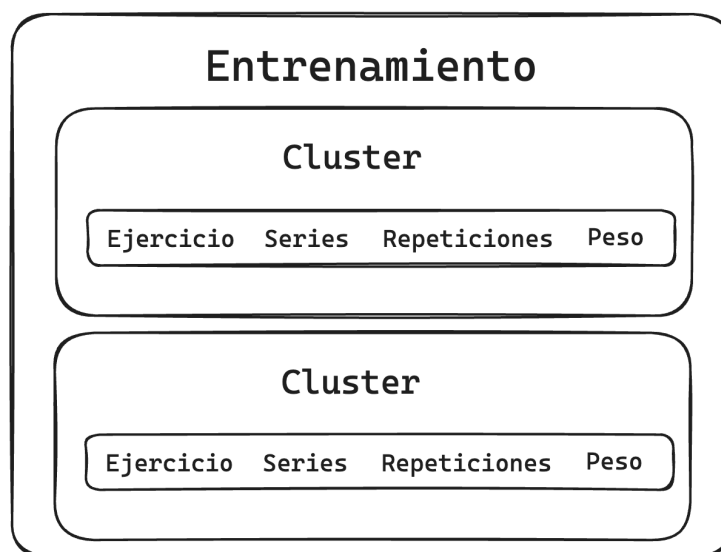 Entrenamiento
Cluster
Ejercicio Series Repeticiones Peso
Cluster
Ejercicio Series Repeticiones Peso